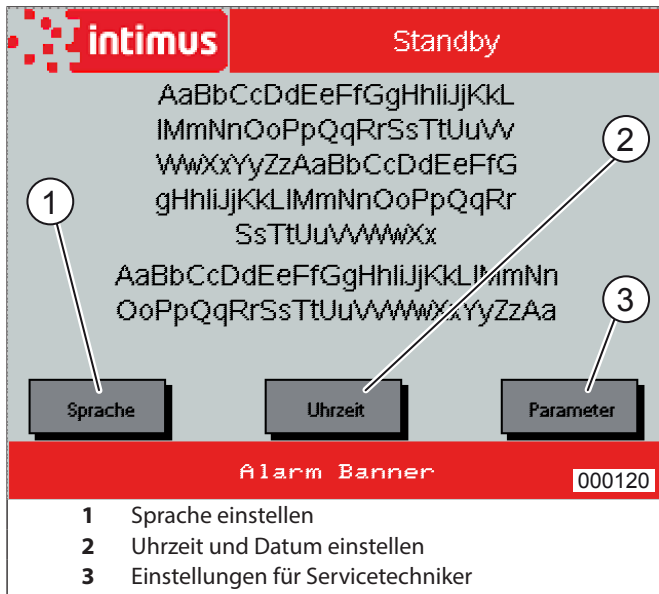 intimus
Standby
AaBbCcDdEeFfGgHhIiJjKkL
lMmNnOoPpQqRrSsTtUuVv
WwXxYyZzAaBbCcDdEeFfG
gHhIiJjKkLlMmNnOoPpQqRr
SsTtUuVvWwXx
AaBbCcDdEeFfGgHhIiJjKkLlMmNn
OoPpQqRrSsTtUuVvWwXxYyZzAa
1
2
3
Sprache
Uhrzeit
Parameter
Alarm Banner
000120
1 Sprache einstellen
2 Uhrzeit und Datum einstellen
3 Einstellungen für Servicetechniker